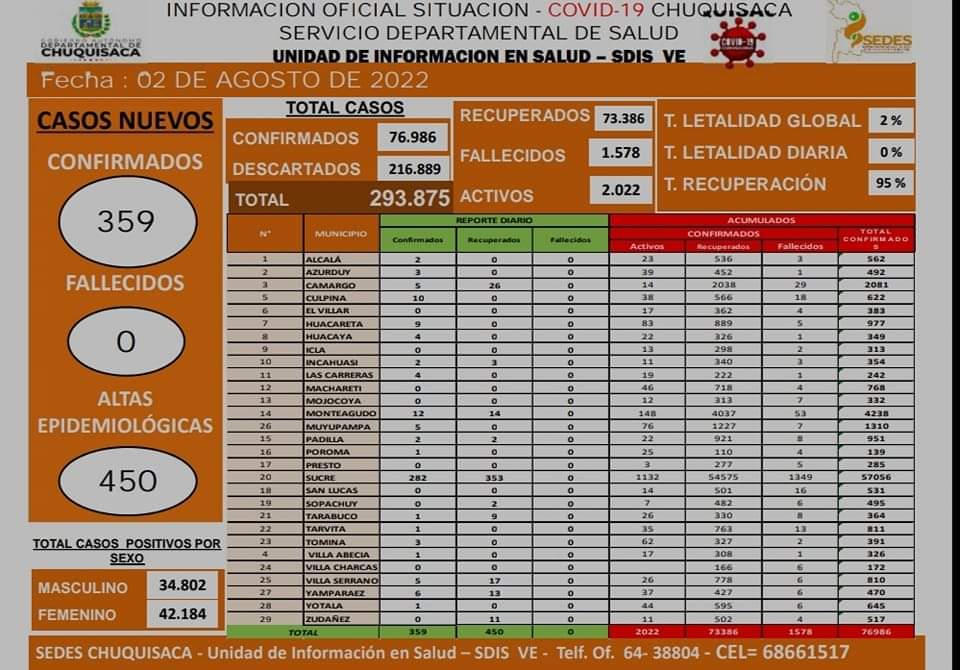 INFORMACION OFICIAL SITUACION - COVID-19 CHUQUISACA
GOBIERNO AUTÓNOMO
DEPARTAMENTAL DE
CHUQUISACA
SERVICIO DEPARTAMENTAL DE SALUD
COVID-19
SEDES
UNIDAD DE INFORMACION EN SALUD – SDIS VE
Fecha : 02 DE AGOSTO DE 2022
CASOS NUEVOS
CONFIRMADOS
359
FALLECIDOS
0
ALTAS
EPIDEMIOLÓGICAS
450
TOTAL CASOS POSITIVOS POR
SEXO
MASCULINO 34.802
FEMENINO 42.184
TOTAL CASOS
CONFIRMADOS 76.986
DESCARTADOS 216.889
TOTAL 293.875
RECUPERADOS 73.386
FALLECIDOS 1.578
ACTIVOS 2.022
T. LETALIDAD GLOBAL 2 %
T. LETALIDAD DIARIA 0 %
T. RECUPERACIÓN 95 %
N° MUNICIPIO REPORTE DIARIO ACUMULADOS
Confirmados Recuperados Fallecidos CONFIRMADOS TOTAL
CONFIRMADO
S
Activos Recuperados Fallecidos
1 ALCALÁ 2 0 0 23 536 3 562
2 AZURDUY 3 0 0 39 452 1 492
3 CAMARGO 5 26 0 14 2038 29 2081
5 CULPINA 10 0 0 38 566 18 622
6 EL VILLAR 0 0 0 17 362 4 383
7 HUACARETA 9 0 0 83 889 5 977
8 HUACAYA 4 0 0 22 326 1 349
9 ICLA 0 0 0 13 298 2 313
10 INCAHUASI 2 3 0 11 340 3 354
11 LAS CARRERAS 4 0 0 19 222 1 242
12 MACHARETI 0 0 0 46 718 4 768
13 MOJOCOYA 0 0 0 12 313 7 332
14 MONTEAGUDO 12 14 0 148 4037 53 4238
26 MUYUPAMPA 5 0 0 76 1227 7 1310
15 PADILLA 2 2 0 22 921 8 951
16 POROMA 1 0 0 25 110 4 139
17 PRESTO 0 0 0 3 277 5 285
20 SUCRE 282 353 0 1132 54575 1349 57056
18 SAN LUCAS 0 0 0 14 501 16 531
19 SOPACHUY 0 2 0 7 482 6 495
21 TARABUCO 1 9 0 26 330 8 364
22 TARVITA 1 0 0 35 763 13 811
23 TOMINA 3 0 0 62 327 2 391
4 VILLA ABECIA 1 0 0 17 308 1 326
24 VILLA CHARCAS 0 0 0 166 6 172
25 VILLA SERRANO 5 17 0 26 778 6 810
27 YAMPARAEZ 6 13 0 37 427 6 470
28 YOTALA 1 0 0 44 595 6 645
29 ZUDAÑEZ 0 11 0 11 502 4 517
TOTAL 359 450 0 2022 73386 1578 76986
SEDES CHUQUISACA - Unidad de Información en Salud – SDIS VE - Telf. Of. 64- 38804 - CEL= 68661517